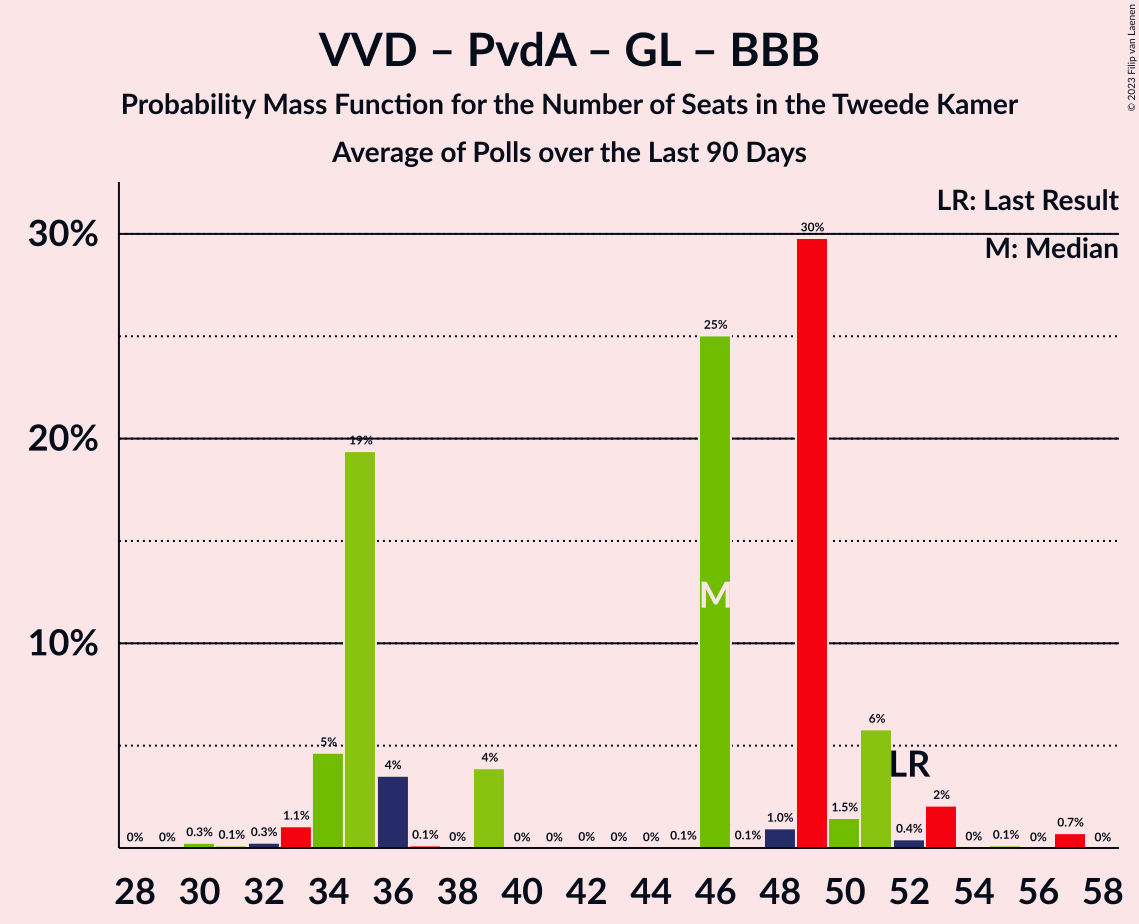 VVD – PvdA – GL – BBB
Probability Mass Function for the Number of Seats in the Tweede Kamer
Average of Polls over the Last 90 Days
© 2023 Filip van Laenen
LR: Last Result
M: Median
30%
20%
10%
0% 0% 0.3% 0.1% 0.3% 1.1% 5% 19% 4% 0.1% 0% 4% 0% 0% 0% 0% 0% 0.1% 25% 0.1% 1.0% 30% 1.5% 6% 0.4% 2% 0% 0.1% 0% 0.7% 0%
M
LR
28 30 32 34 36 38 40 42 44 46 48 50 52 54 56 58